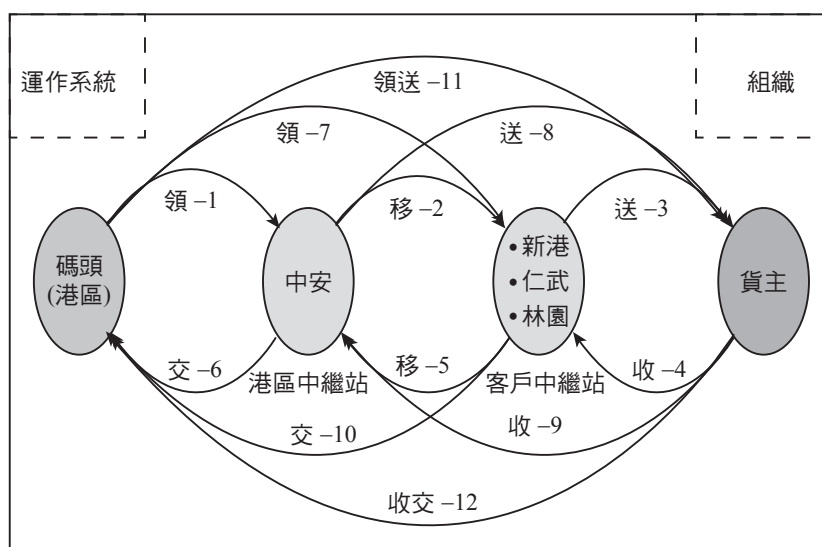 運作系統
組織
領送 –11
領 –7
送 –8
領 –1
移 –2
送 –3
碼頭
(港區)
中安
•新港
•仁武
•林園
貨主
交 –6
港區中繼站
移 –5
客戶中繼站
收 –4
交 –10
收 –9
收交 –12